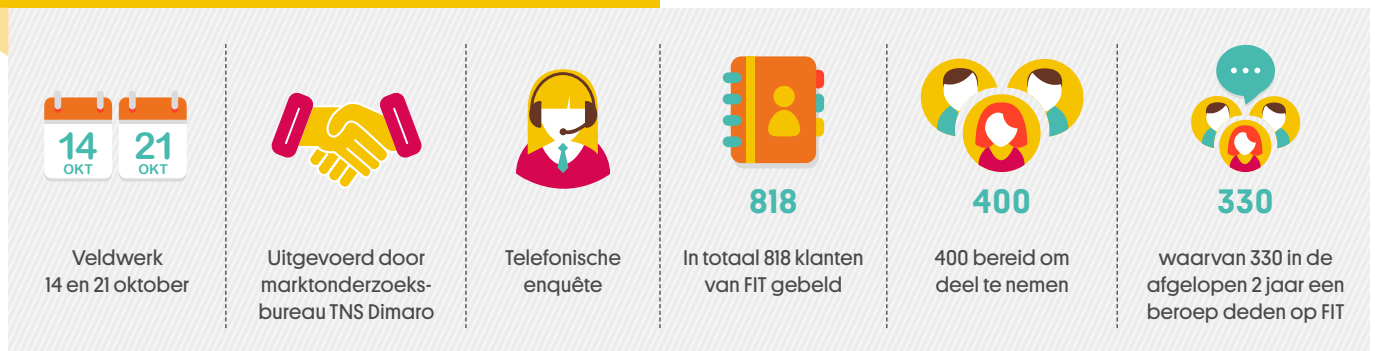 14
OKT
21
OKT
Veldwerk
14 en 21 oktober
Uitgevoerd door
marktonderzoeks-
bureau TNS Dimaro
Telefonische
enquête
818
In totaal 818 klanten
van FIT gebeld
400
400 bereid om
deel te nemen
330
waarvan 330 in de
afgelopen 2 jaar een
beroep deden op FIT